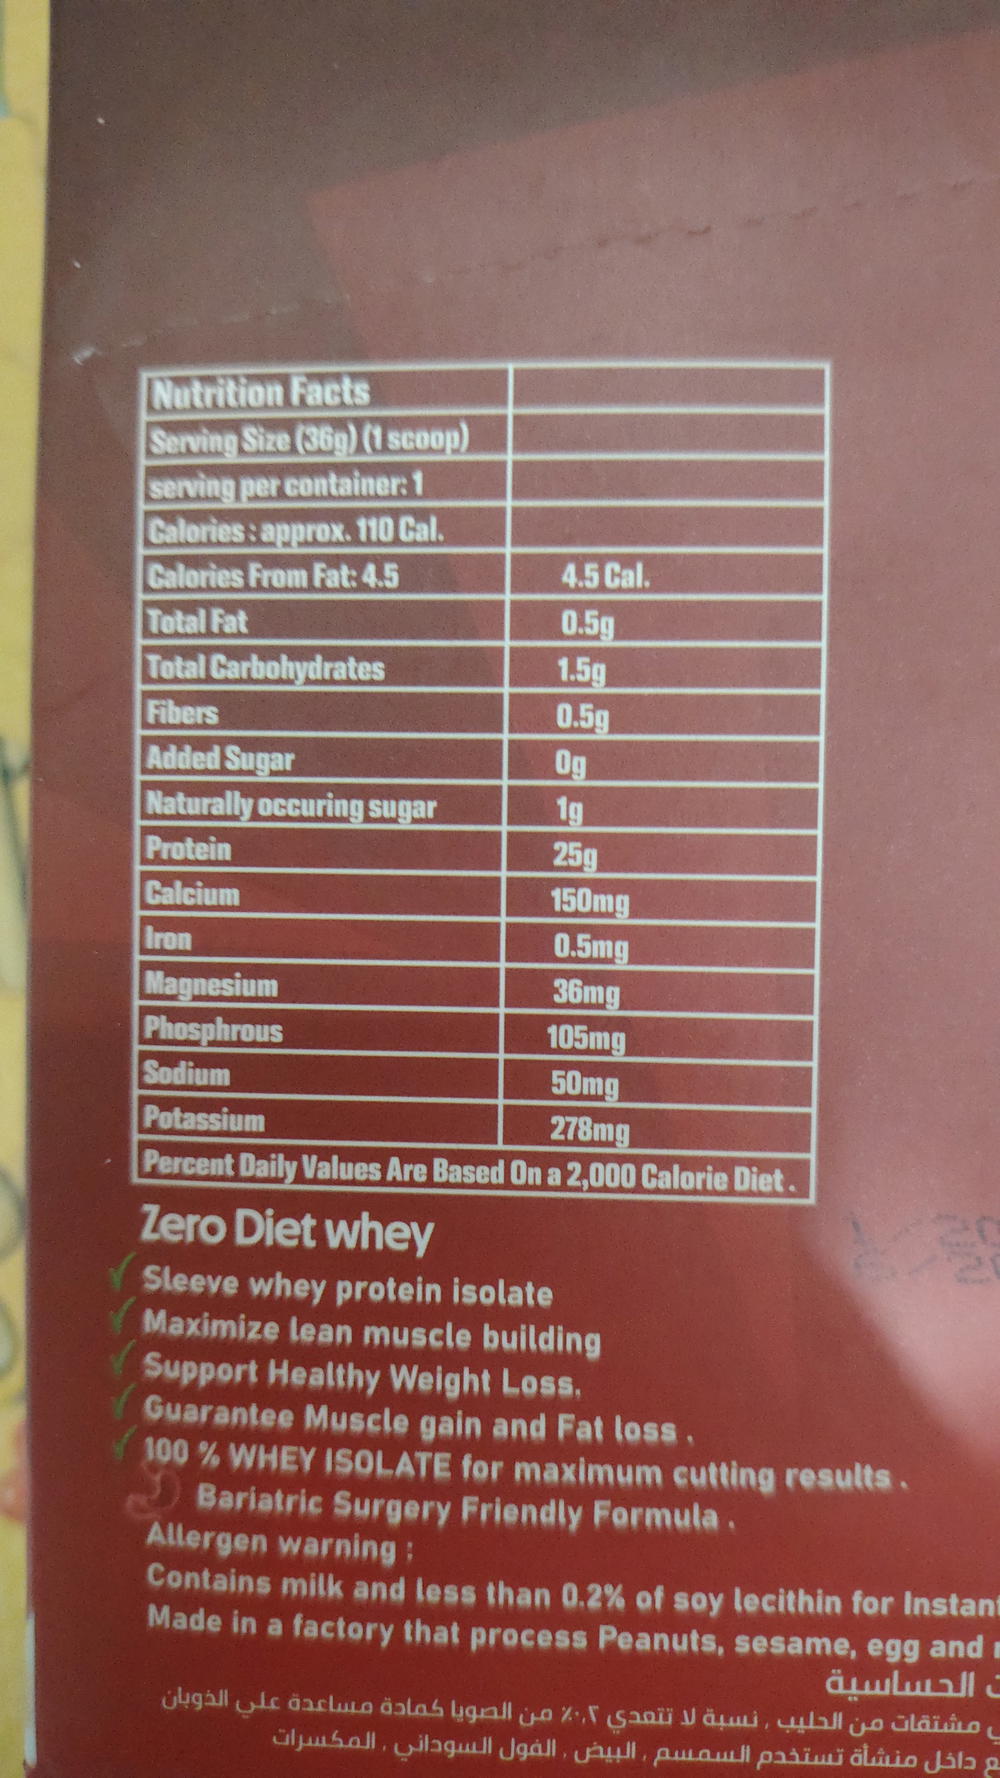 Nutrition Facts
Serving Size (36g) (1 scoop)
serving per container: 1
Calories : approx. 110 Cal.
Calories From Fat: 4.5 4.5 Cal.
Total Fat 0.5g
Total Carbohydrates 1.5g
Fibers 0.5g
Added Sugar 0g
Naturally occuring sugar 1g
Protein 25g
Calcium 150mg
Iron 0.5mg
Magnesium 36mg
Phosphrous 105mg
Sodium 50mg
Potassium 278mg
Percent Daily Values Are Based On a 2,000 Calorie Diet .
Zero Diet whey
Sleeve whey protein isolate
Maximize lean muscle building
Support Healthy Weight Loss.
Guarantee Muscle gain and Fat loss .
100 % WHEY ISOLATE for maximum cutting results .
Bariatric Surgery Friendly Formula .
Allergen warning :
Contains milk and less than 0.2% of soy lecithin for Instant
Made in a factory that process Peanuts, sesame, egg and
الحساسية
مشتقات من الحليب , نسبة لا تتعدي ٠,٢٪ من الصويا كمادة مساعدة علي الذوبان
داخل منشأة تستخدم السمسم , البيض , الفول السوداني , المكسرات